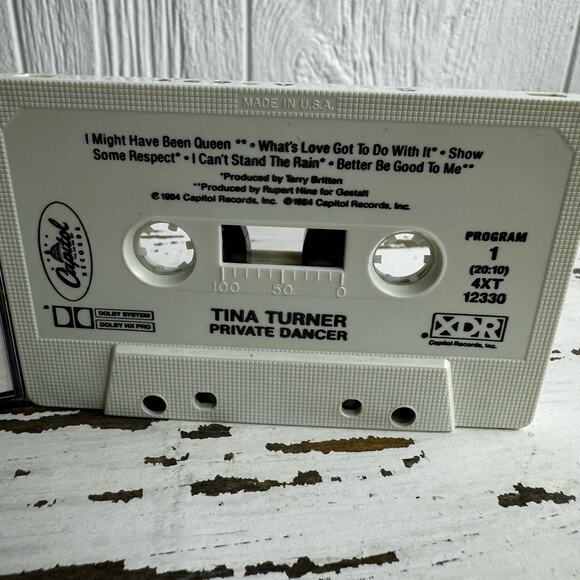 MADE IN U.S.A.
I Might Have Been Queen ** • What's Love Got To Do With It* • Show
Some Respect* • I Can't Stand The Rain* • Better Be Good To Me**
*Produced by Terry Britten
**Produced by Rupert Hine for Gestalt
℗ 1984 Capitol Records, Inc. ©1984 Capitol Records, Inc.
Capitol
RECORDS
PROGRAM
1
(20:10)
4XT
12330
100 50 0
DOLBY SYSTEM
DOLBY HX PRO
TINA TURNER
PRIVATE DANCER
XDR
Capitol Records, Inc.